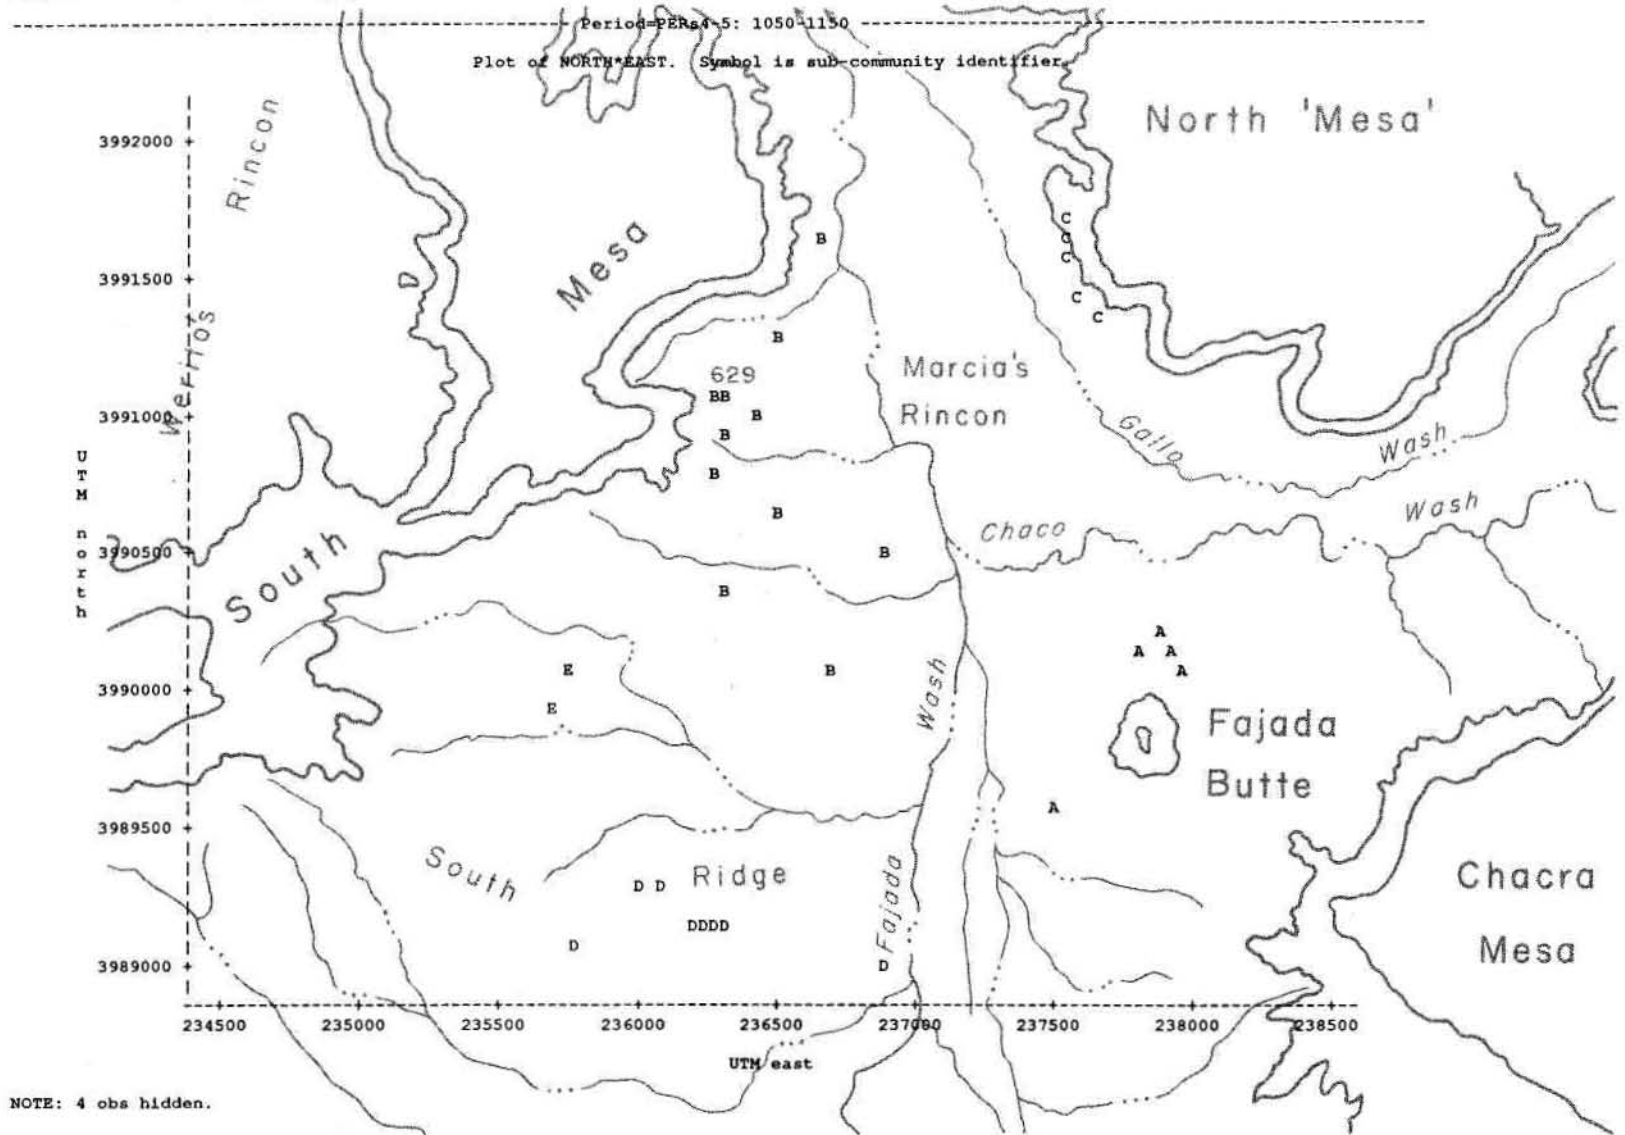 Period=PERs4-5: 1050-1150
Plot of NORTH*EAST. Symbol is sub-community identifier.
North 'Mesa'
3992000
Rincon
C
C
C
B
Mesa
3991500
C
C
Werito's
B
Marcia's
Rincon
629
BB
3991000
B
B
Gallo
Wash
B
UTM north
B
Chaco
Wash
3990500
B
South
B
A
A
A
A
E
B
3990000
Wash
E
Fajada
Butte
A
3989500
South
Ridge
D D
Fajada
Chacra
Mesa
DDDD
D
D
3989000
234500 235000 235500 236000 236500 237000 237500 238000 238500
UTM east
NOTE: 4 obs hidden.